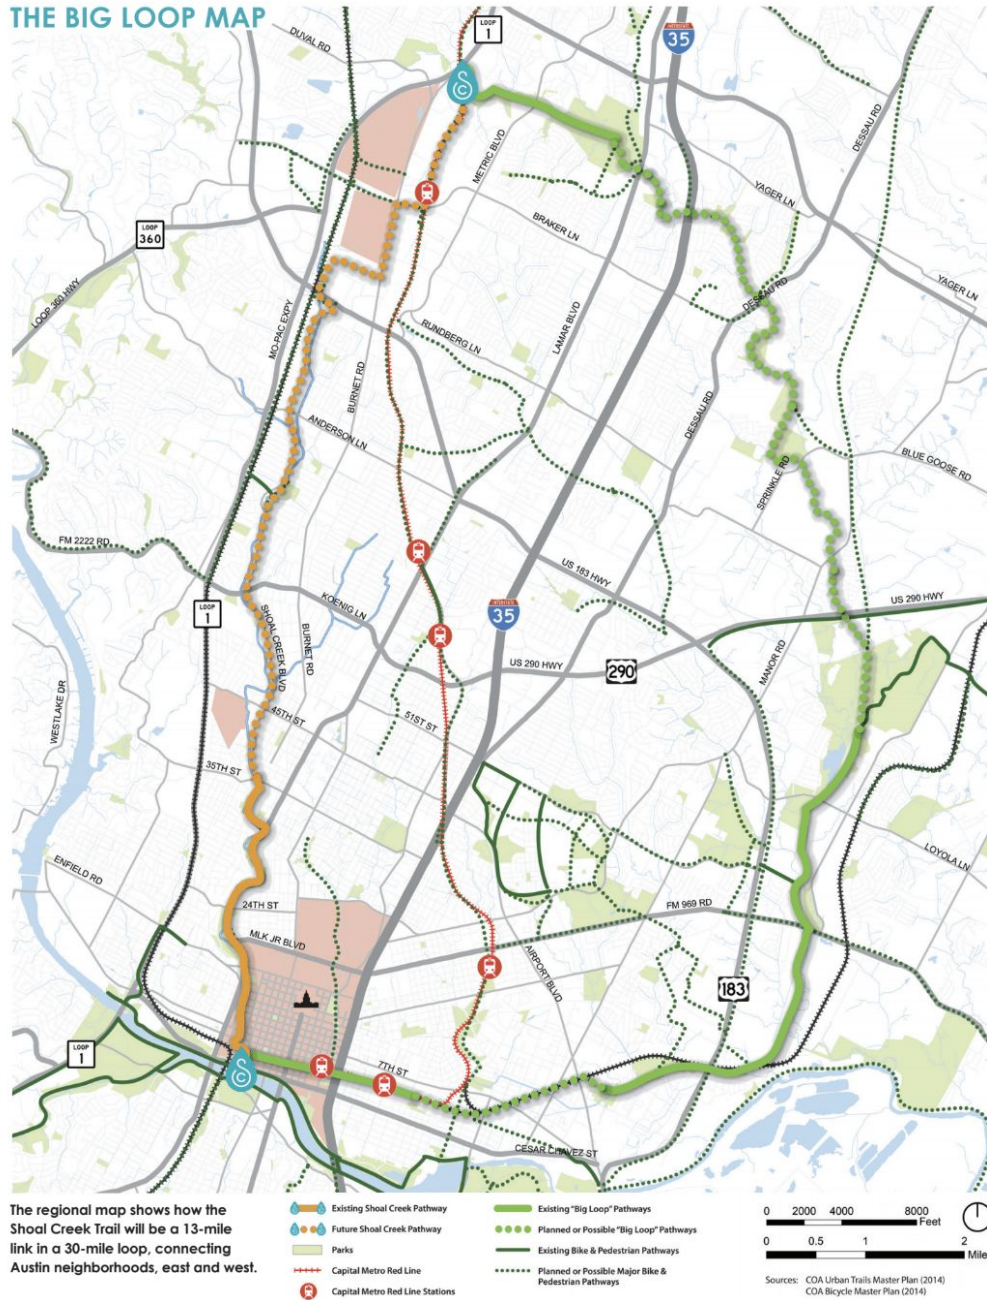 THE BIG LOOP MAP
LOOP
1
INTERSTATE
35
DUVAL RD
DESSAU RD
METRIC BLVD
YAGER LN
BRAKER LN
LOOP
360
LOOP 360 HWY
YAGER LN
DESSAU RD
MO-PAC EXPY
LAMAR BLVD
RUNDBERG LN
BURNET RD
DESSAU RD
ANDERSON LN
BLUE GOOSE RD
SPRINKLE RD
FM 2222 RD
US 183 HWY
KOENIG LN
LOOP
1
INTERSTATE
35
US 290 HWY
SHOAL CREEK BLVD
BURNET RD
MANOR RD
US 290 HWY
290
WESTLAKE DR
45TH ST
51ST ST
35TH ST
LOYOLA LN
ENFIELD RD
24TH ST
FM 969 RD
MLK JR BLVD
AIRPORT BLVD
183
LOOP
1
7TH ST
CESAR CHAVEZ ST
The regional map shows how the
Shoal Creek Trail will be a 13-mile
link in a 30-mile loop, connecting
Austin neighborhoods, east and west.
Existing Shoal Creek Pathway
Future Shoal Creek Pathway
Parks
Capital Metro Red Line
Capital Metro Red Line Stations
Existing "Big Loop" Pathways
Planned or Possible "Big Loop" Pathways
Existing Bike & Pedestrian Pathways
Planned or Possible Major Bike &
Pedestrian Pathways
0 2000 4000 8000
Feet
0 0.5 1 2
Mile
Sources: COA Urban Trails Master Plan (2014)
COA Bicycle Master Plan (2014)